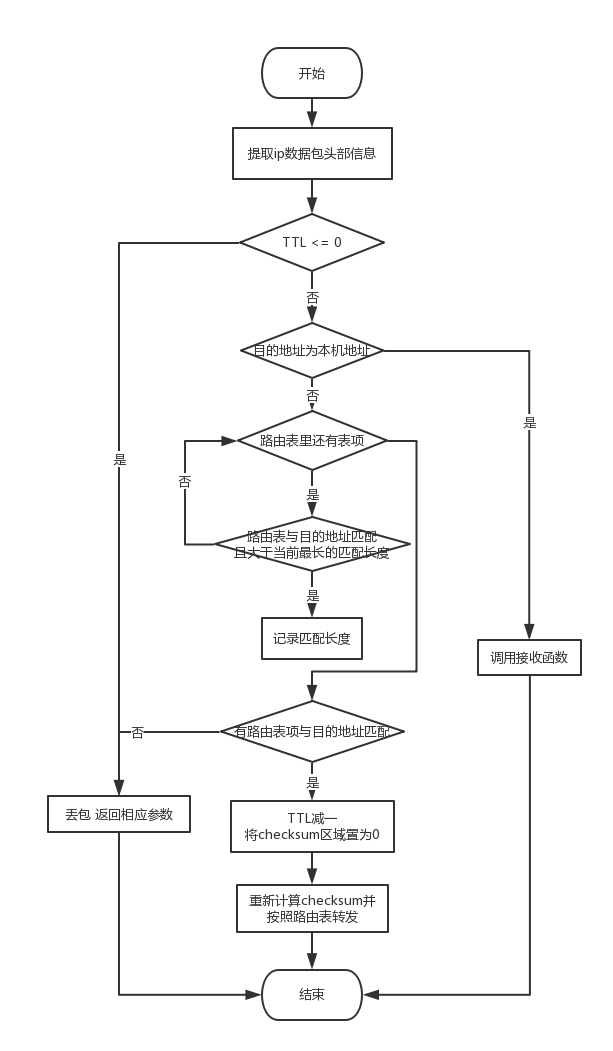 开始
提取ip数据包头部信息
TTL <= 0
否
目的地址为本机地址
否
是
路由表里还有表项
是
否
是
路由表与目的地址匹配
且大于当前最长的匹配长度
是
记录匹配长度
调用接收函数
有路由表项与目的地址匹配
否
是
丢包 返回相应参数
TTL减一
将checksum区域置为0
重新计算checksum并
按照路由表转发
结束